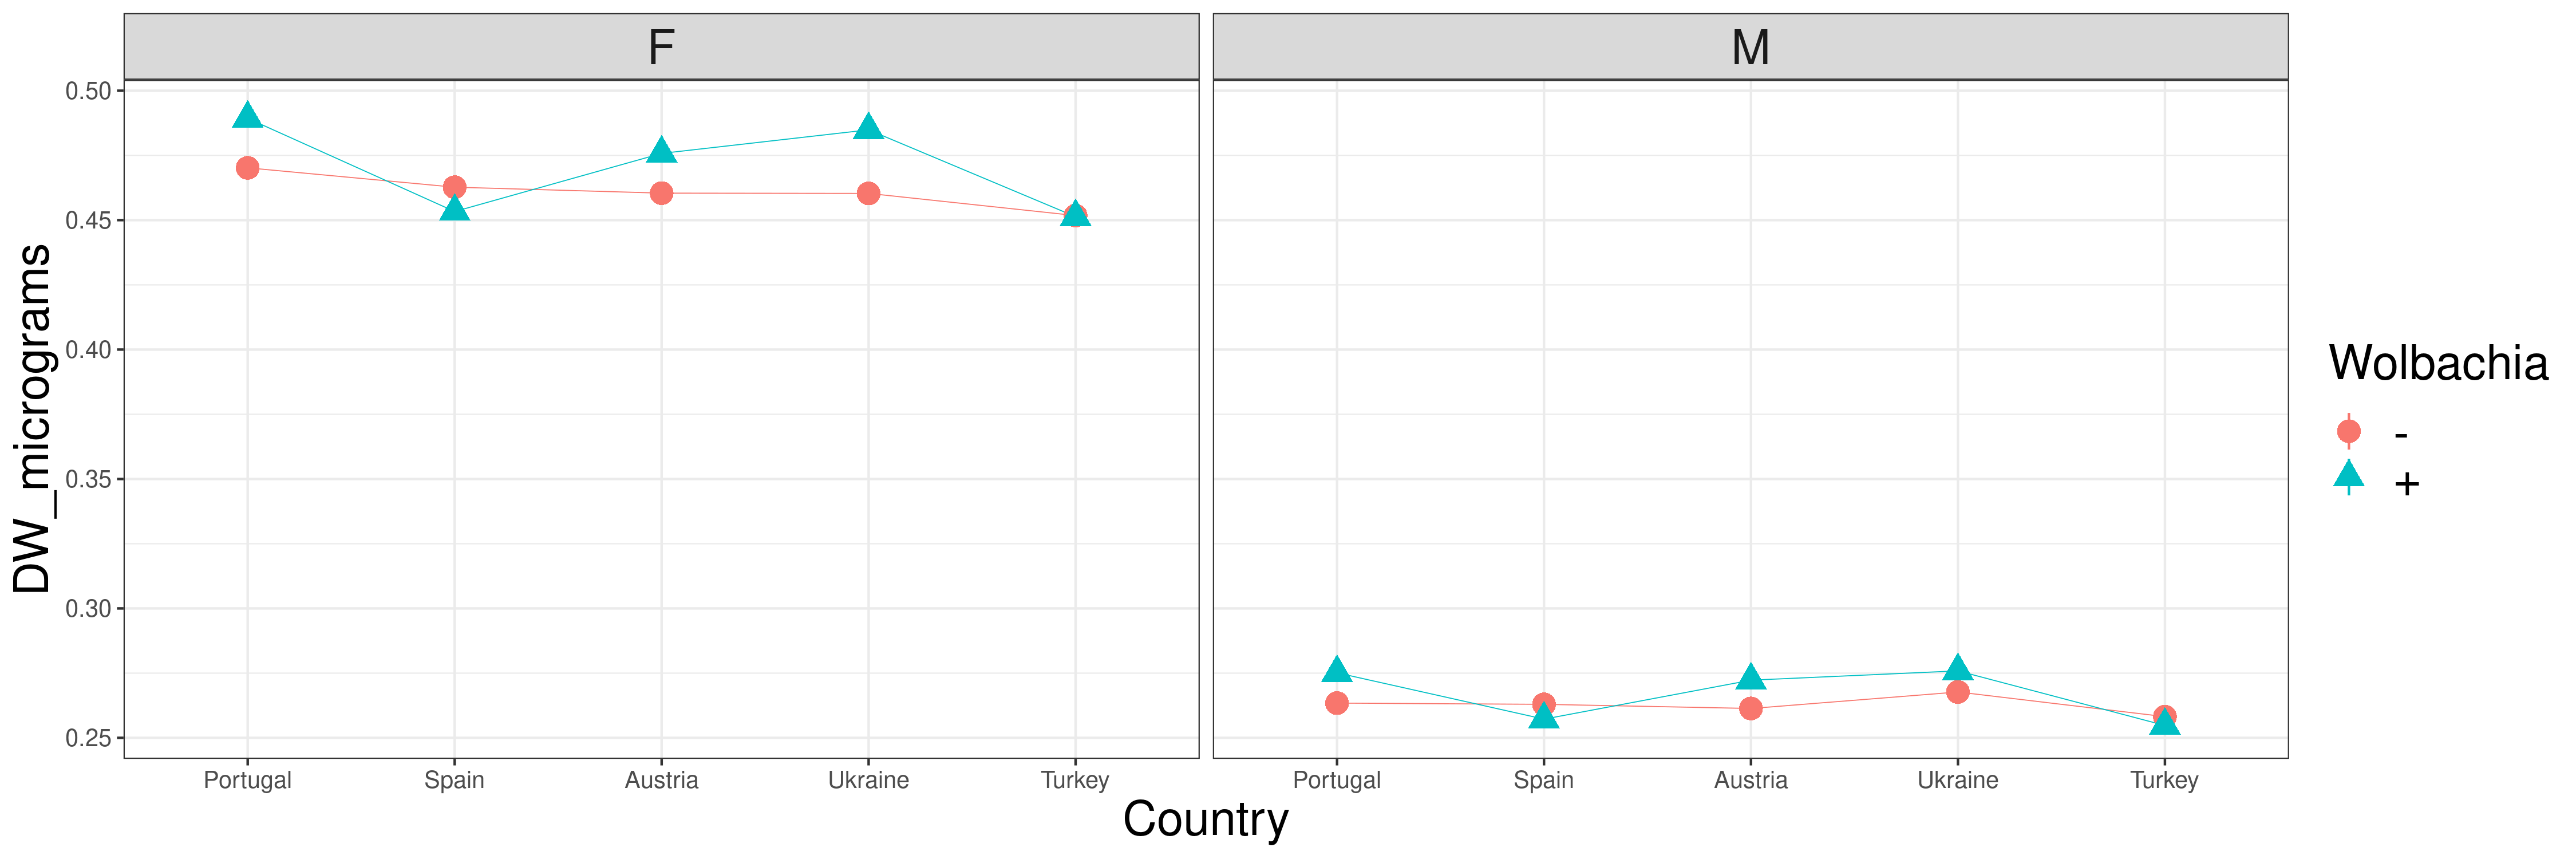 F
M
DW_micrograms
0.50
0.45
0.40
0.35
0.30
0.25
Portugal Spain Austria Ukraine Turkey
Portugal Spain Austria Ukraine Turkey
Country
Wolbachia
-
+